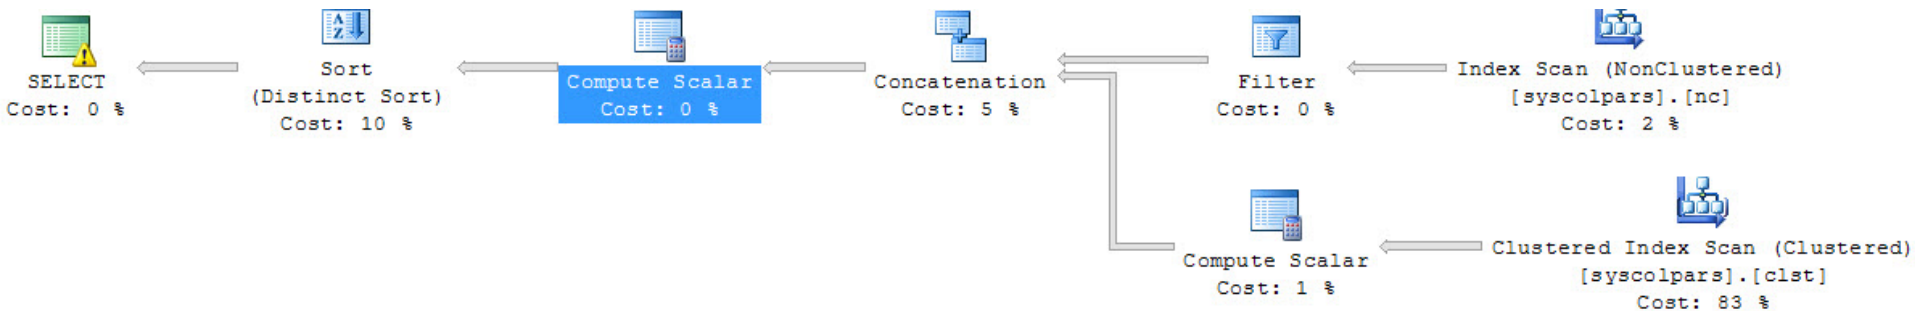 SELECT
Cost: 0 %
Sort
(Distinct Sort)
Cost: 10 %
Compute Scalar
Cost: 0 %
Concatenation
Cost: 5 %
Filter
Cost: 0 %
Index Scan (NonClustered)
[syscolpars].[nc]
Cost: 2 %
Compute Scalar
Cost: 1 %
Clustered Index Scan (Clustered)
[syscolpars].[clst]
Cost: 83 %